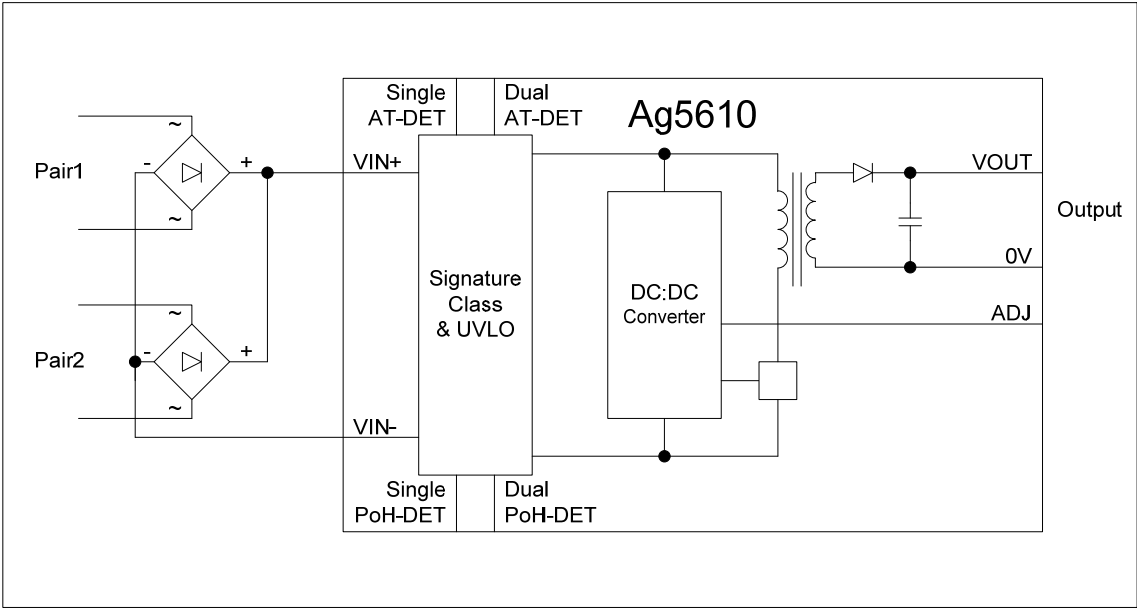 Single
AT-DET
Dual
AT-DET
Ag5610
~
Pair1
-
+
~
VIN+
VOUT
Output
0V
Signature
Class
& UVLO
DC:DC
Converter
ADJ
~
Pair2
-
+
~
VIN-
Single
PoH-DET
Dual
PoH-DET